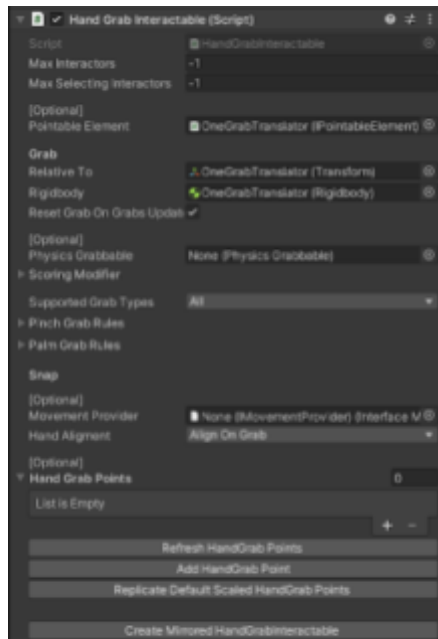 Hand Grab Interactable (Script)
Script HandGrabInteractable
Max Interactors -1
Max Selecting Interactors -1
[Optional]
Pointable Element OneGrabTranslator (IPointableElement)
Grab
Relative To OneGrabTranslator (Transform)
Rigidbody OneGrabTranslator (Rigidbody)
Reset Grab On Grabs Updati
[Optional]
Physics Grabbable None (Physics Grabbable)
Scoring Modifier
Supported Grab Types All
Pinch Grab Rules
Palm Grab Rules
Snap
[Optional]
Movement Provider None (IMovementProvider) (Interface M
Hand Aligment Align On Grab
[Optional]
Hand Grab Points 0
List is Empty
+ -
Refresh HandGrab Points
Add HandGrab Point
Replicate Default Scaled HandGrab Points
Create Mirrored HandGrabInteractable